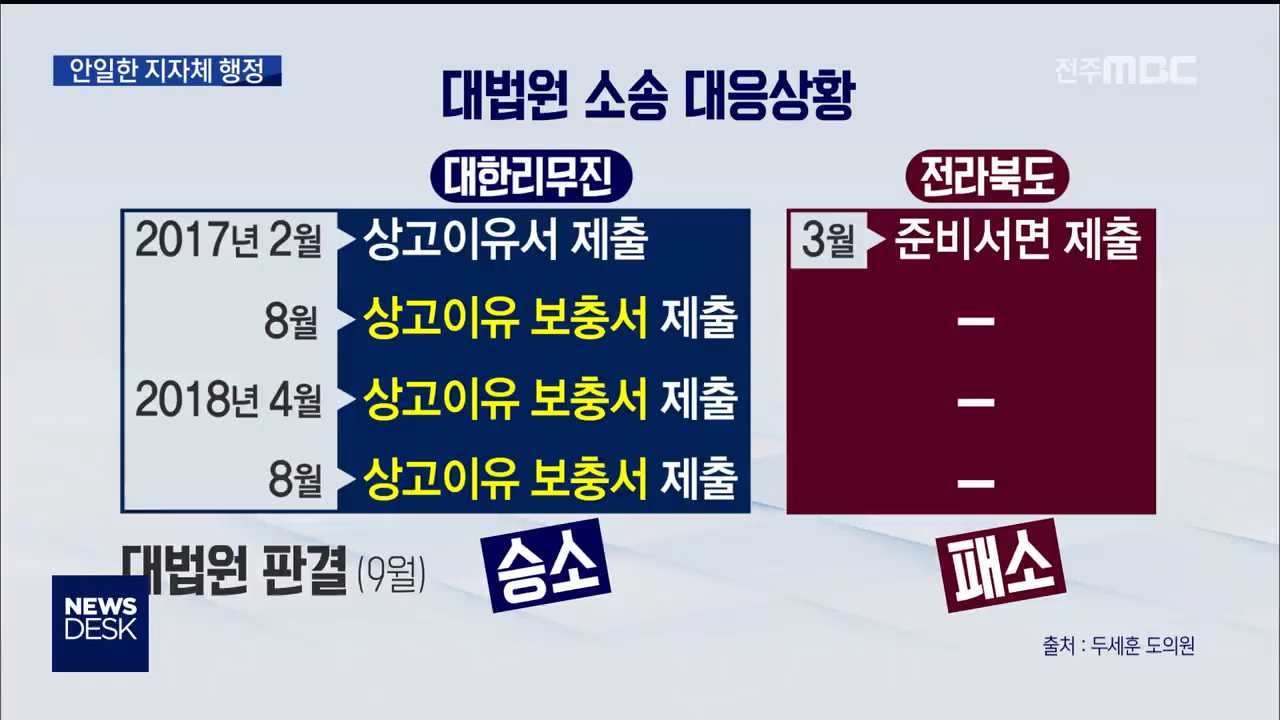 안일한 지자체 행정
전주MBC
대법원 소송 대응상황
대한리무진
전라북도
2017년 2월 상고이유서 제출
3월 준비서면 제출
8월 상고이유 보충서 제출
–
2018년 4월 상고이유 보충서 제출
–
8월 상고이유 보충서 제출
–
대법원 판결 (9월)
승소
패소
NEWS
DESK
출처 : 두세훈 도의원